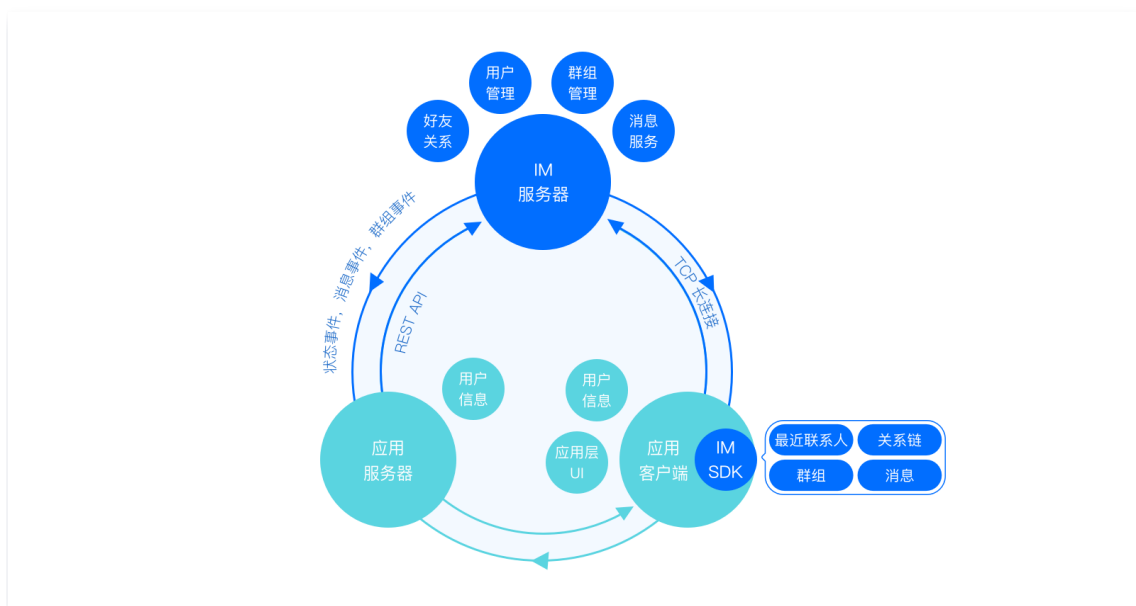 用户
管理
群组
管理
好友
关系
消息
服务
IM
服务器
状态事件，消息事件，群组事件
REST API
TCP 长连接
用户
信息
用户
信息
应用
服务器
应用层
UI
应用
客户端
IM
SDK
最近联系人
关系链
群组
消息